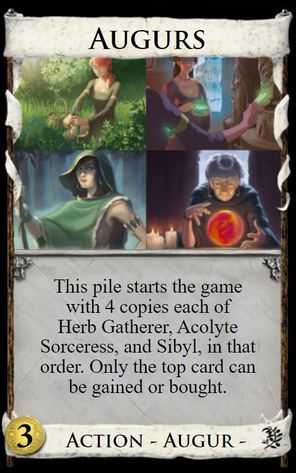 AUGURS
This pile starts the game
with 4 copies each of
Herb Gatherer, Acolyte
Sorceress, and Sibyl, in that
order. Only the top card can
be gained or bought.
3 ACTION - AUGUR -